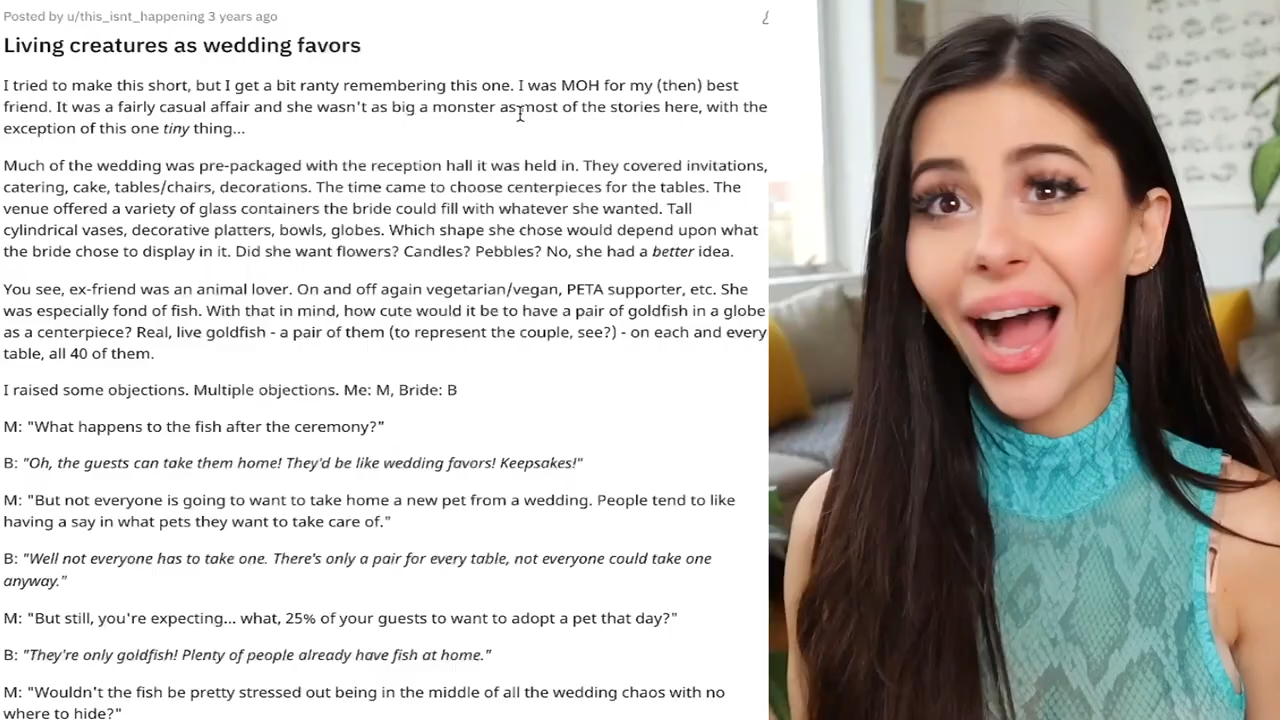 Posted by u/this_isnt_happening 3 years ago
Living creatures as wedding favors
I tried to make this short, but I get a bit ranty remembering this one. I was MOH for my (then) best
friend. It was a fairly casual affair and she wasn't as big a monster as most of the stories here, with the
exception of this one tiny thing...
Much of the wedding was pre-packaged with the reception hall it was held in. They covered invitations,
catering, cake, tables/chairs, decorations. The time came to choose centerpieces for the tables. The
venue offered a variety of glass containers the bride could fill with whatever she wanted. Tall
cylindrical vases, decorative platters, bowls, globes. Which shape she chose would depend upon what
the bride chose to display in it. Did she want flowers? Candles? Pebbles? No, she had a better idea.
You see, ex-friend was an animal lover. On and off again vegetarian/vegan, PETA supporter, etc. She
was especially fond of fish. With that in mind, how cute would it be to have a pair of goldfish in a globe
as a centerpiece? Real, live goldfish - a pair of them (to represent the couple, see?) - on each and every
table, all 40 of them.
I raised some objections. Multiple objections. Me: M, Bride: B
M: "What happens to the fish after the ceremony?"
B: "Oh, the guests can take them home! They'd be like wedding favors! Keepsakes!"
M: "But not everyone is going to want to take home a new pet from a wedding. People tend to like
having a say in what pets they want to take care of."
B: "Well not everyone has to take one. There's only a pair for every table, not everyone could take one
anyway."
M: "But still, you're expecting... what, 25% of your guests to want to adopt a pet that day?"
B: "They're only goldfish! Plenty of people already have fish at home."
M: "Wouldn't the fish be pretty stressed out being in the middle of all the wedding chaos with no
where to hide?"